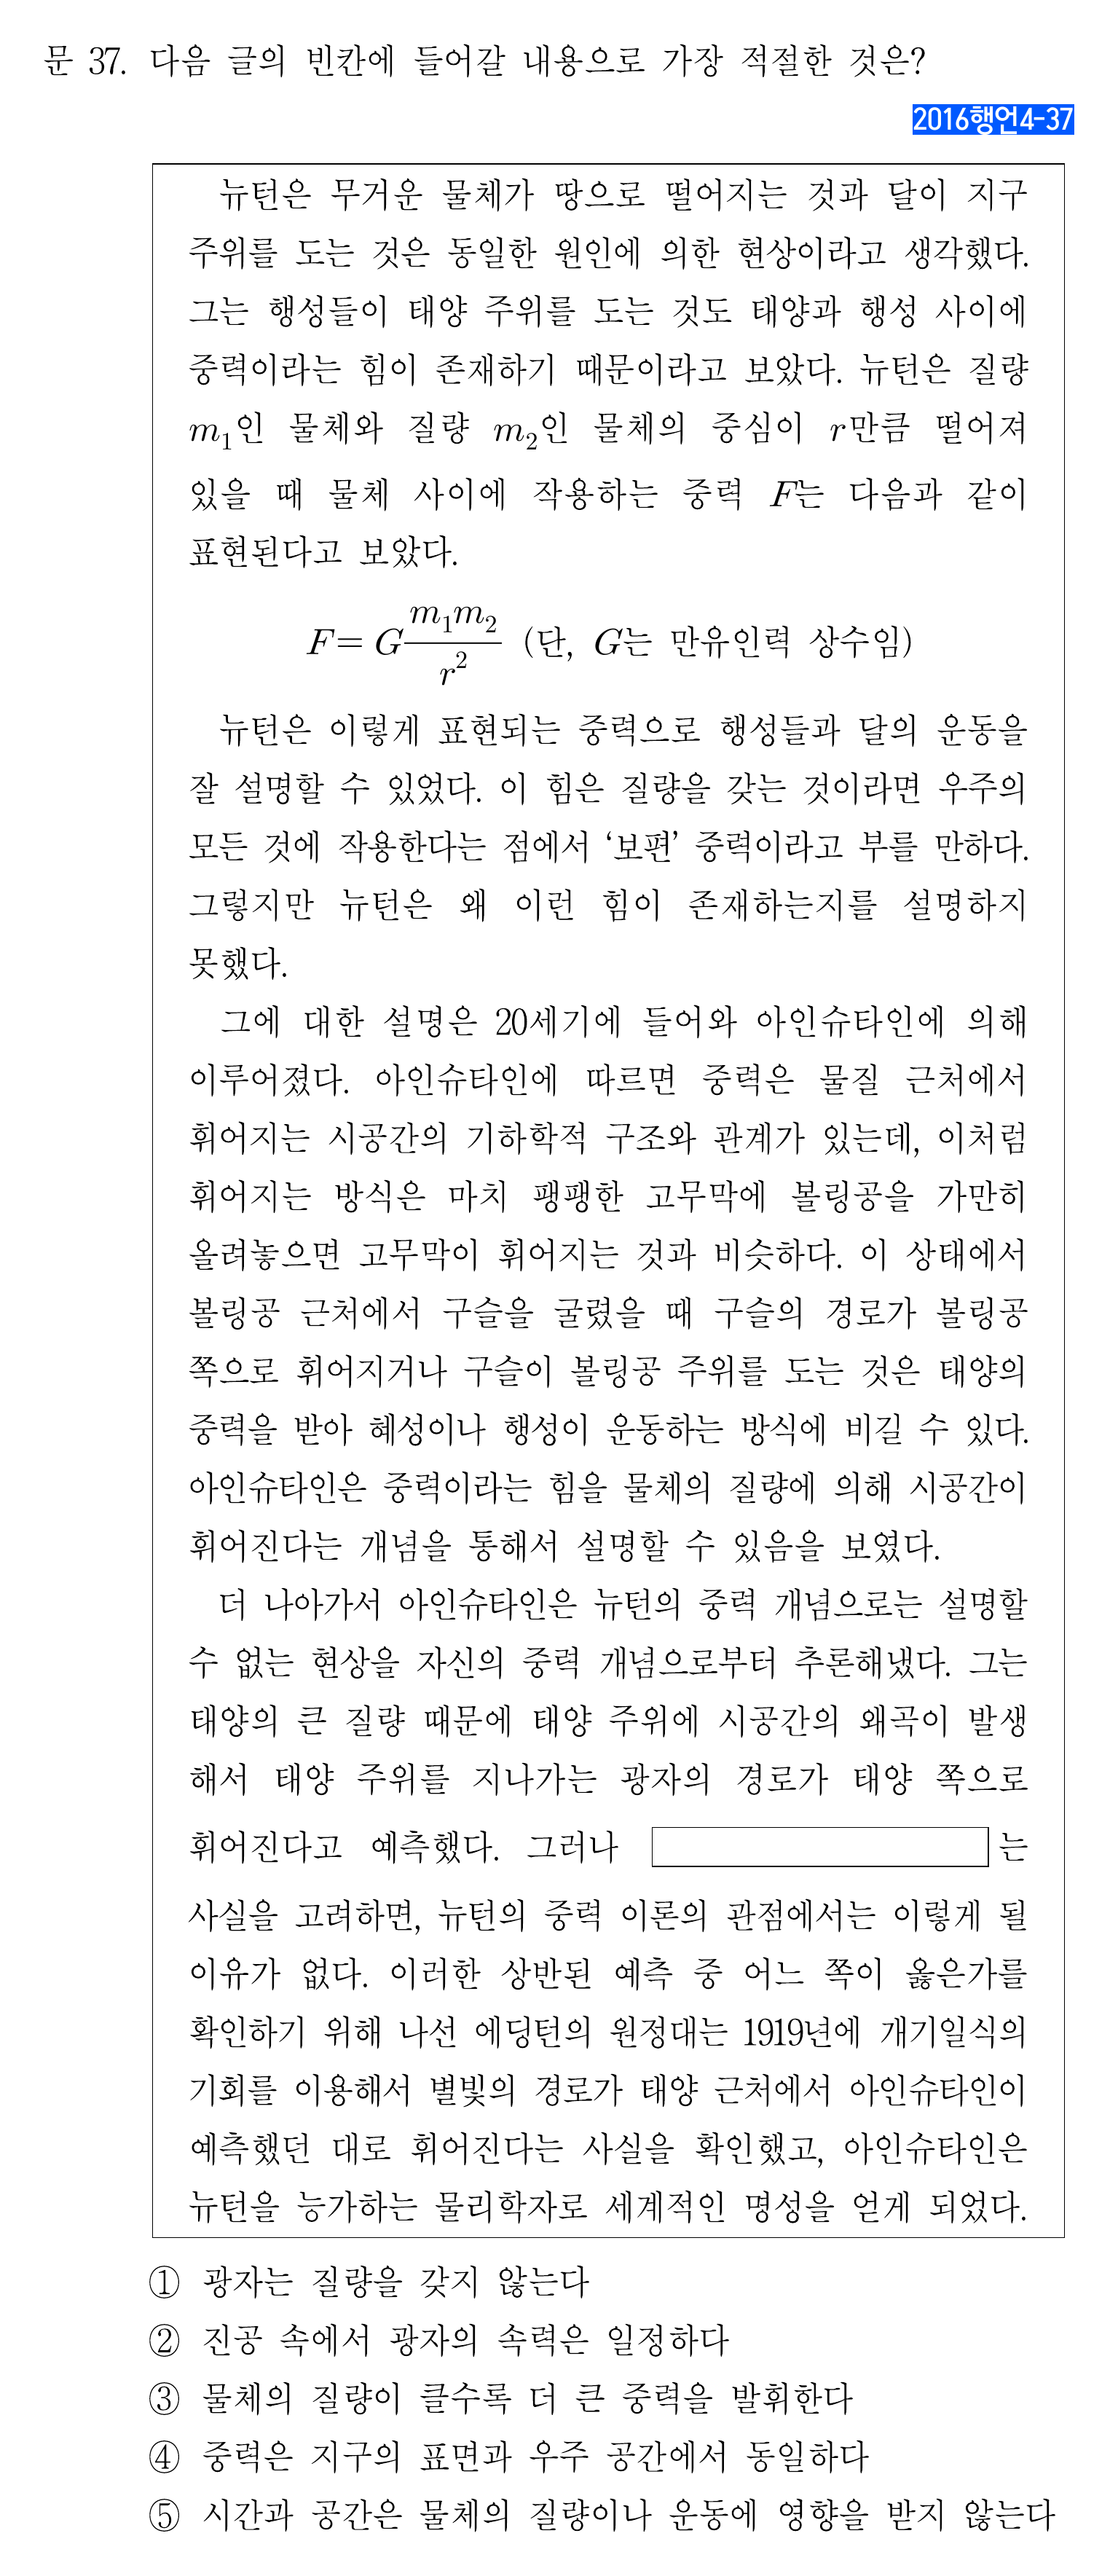 문 37. 다음 글의 빈칸에 들어갈 내용으로 가장 적절한 것은?
2016행언4-37
뉴턴은 무거운 물체가 땅으로 떨어지는 것과 달이 지구
주위를 도는 것은 동일한 원인에 의한 현상이라고 생각했다.
그는 행성들이 태양 주위를 도는 것도 태양과 행성 사이에
중력이라는 힘이 존재하기 때문이라고 보았다. 뉴턴은 질량
m₁인 물체와 질량 m₂인 물체의 중심이 r만큼 떨어져
있을 때 물체 사이에 작용하는 중력 F는 다음과 같이
표현된다고 보았다.
F = G m₁m₂/r² (단, G는 만유인력 상수임)
뉴턴은 이렇게 표현되는 중력으로 행성들과 달의 운동을
잘 설명할 수 있었다. 이 힘은 질량을 갖는 것이라면 우주의
모든 것에 작용한다는 점에서 ‘보편’ 중력이라고 부를 만하다.
그렇지만 뉴턴은 왜 이런 힘이 존재하는지를 설명하지
못했다.
그에 대한 설명은 20세기에 들어와 아인슈타인에 의해
이루어졌다. 아인슈타인에 따르면 중력은 물질 근처에서
휘어지는 시공간의 기하학적 구조와 관계가 있는데, 이처럼
휘어지는 방식은 마치 팽팽한 고무막에 볼링공을 가만히
올려놓으면 고무막이 휘어지는 것과 비슷하다. 이 상태에서
볼링공 근처에서 구슬을 굴렸을 때 구슬의 경로가 볼링공
쪽으로 휘어지거나 구슬이 볼링공 주위를 도는 것은 태양의
중력을 받아 혜성이나 행성이 운동하는 방식에 비길 수 있다.
아인슈타인은 중력이라는 힘을 물체의 질량에 의해 시공간이
휘어진다는 개념을 통해서 설명할 수 있음을 보였다.
더 나아가서 아인슈타인은 뉴턴의 중력 개념으로는 설명할
수 없는 현상을 자신의 중력 개념으로부터 추론해냈다. 그는
태양의 큰 질량 때문에 태양 주위에 시공간의 왜곡이 발생
해서 태양 주위를 지나가는 광자의 경로가 태양 쪽으로
휘어진다고 예측했다. 그러나 는
사실을 고려하면, 뉴턴의 중력 이론의 관점에서는 이렇게 될
이유가 없다. 이러한 상반된 예측 중 어느 쪽이 옳은가를
확인하기 위해 나선 에딩턴의 원정대는 1919년에 개기일식의
기회를 이용해서 별빛의 경로가 태양 근처에서 아인슈타인이
예측했던 대로 휘어진다는 사실을 확인했고, 아인슈타인은
뉴턴을 능가하는 물리학자로 세계적인 명성을 얻게 되었다.
① 광자는 질량을 갖지 않는다
② 진공 속에서 광자의 속력은 일정하다
③ 물체의 질량이 클수록 더 큰 중력을 발휘한다
④ 중력은 지구의 표면과 우주 공간에서 동일하다
⑤ 시간과 공간은 물체의 질량이나 운동에 영향을 받지 않는다